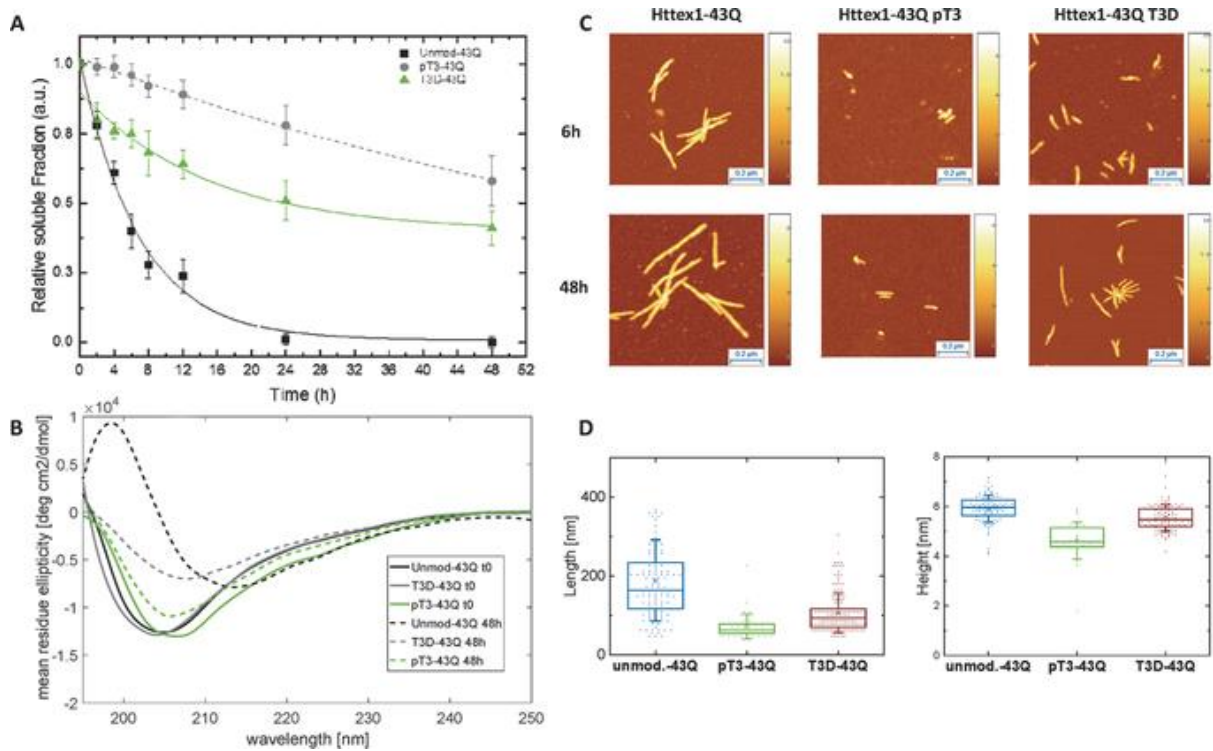 A
Unmod-43Q
pT3-43Q
T3D-43Q
1.0
0.8
0.5
0.3
0.0
0 4 8 12 16 20 24 28 32 36 40 44 48 52
Relative soluble Fraction (a.u.)
Time (h)
B
×10⁴
1
0.5
0
-0.5
-1
-1.5
-2
200 210 220 230 240 250
mean residue ellipticity [deg cm2/dmol]
wavelength [nm]
Unmod-43Q t0
T3D-43Q t0
pT3-43Q t0
Unmod-43Q 48h
T3D-43Q 48h
pT3-43Q 48h
C
Httex1-43Q Httex1-43Q pT3 Httex1-43Q T3D
6h
0.2 µm 0.2 µm 0.2 µm
48h
0.2 µm 0.2 µm 0.2 µm
D
400
200
0
Length [nm]
unmod.-43Q pT3-43Q T3D-43Q
8
6
4
2
0
Height [nm]
unmod.-43Q pT3-43Q T3D-43Q